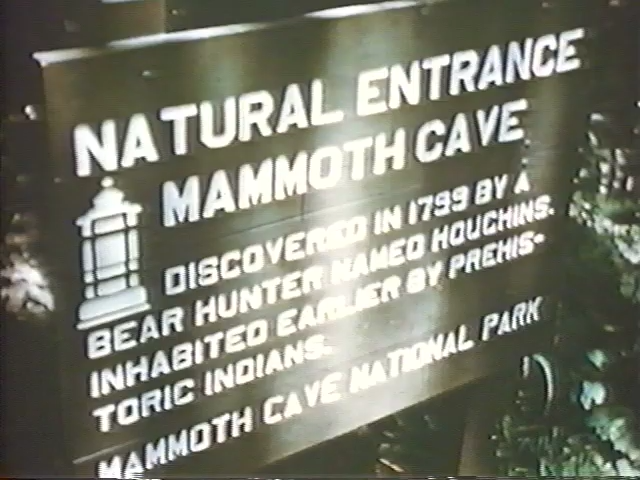 NATURAL ENTRANCE
MAMMOTH CAVE
DISCOVERED IN 1799 BY A
BEAR HUNTER NAMED HOUCHINS.
INHABITED EARLIER BY PREHIS-
TORIC INDIANS.
MAMMOTH CAVE NATIONAL PARK